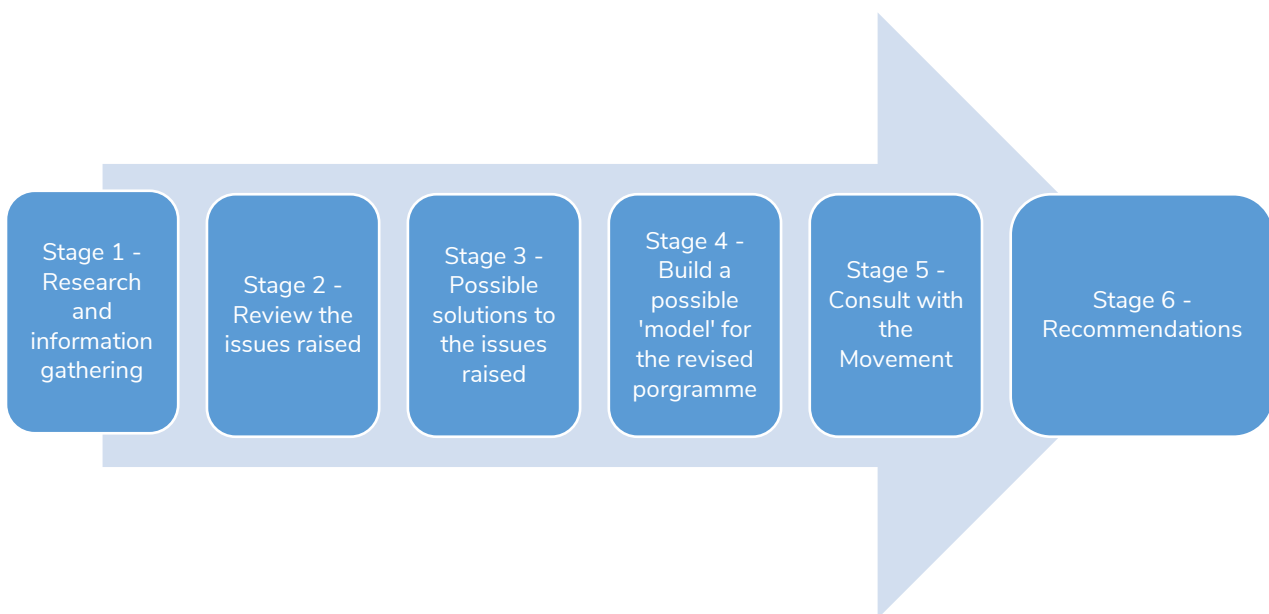 Stage 1 -
Research
and
information
gathering
Stage 2 -
Review the
issues raised
Stage 3 -
Possible
solutions to
the issues
raised
Stage 4 -
Build a
possible
'model' for
the revised
porgramme
Stage 5 -
Consult with
the
Movement
Stage 6 -
Recommendations